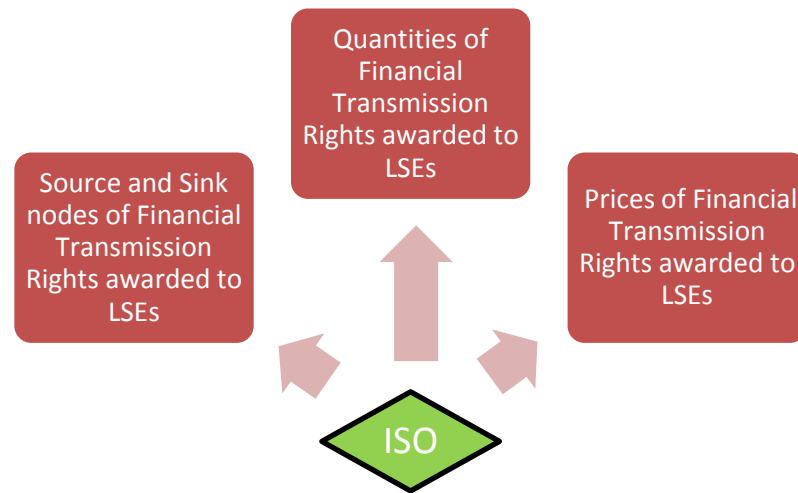 Quantities of
Financial
Transmission
Rights awarded to
LSEs
Source and Sink
nodes of Financial
Transmission
Rights awarded to
LSEs
Prices of Financial
Transmission
Rights awarded to
LSEs
ISO